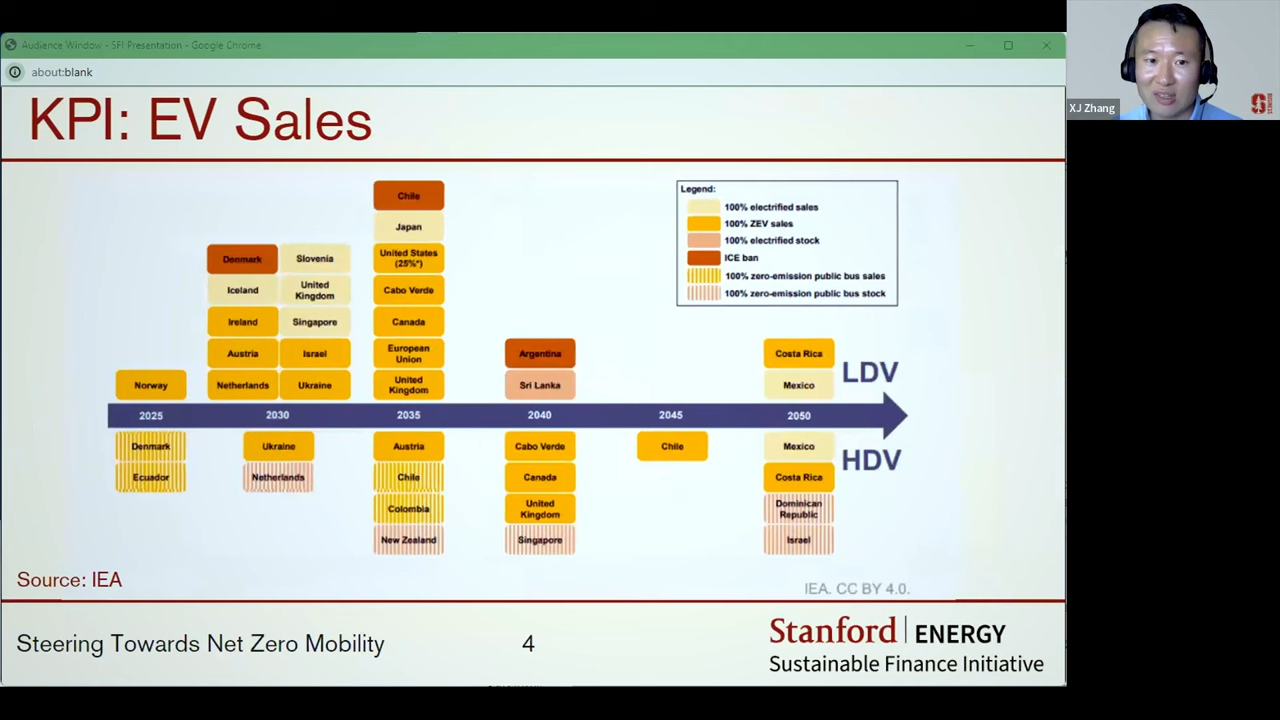 Audience Window - SFI Presentation - Google Chrome
about:blank
XJ Zhang
KPI: EV Sales
Legend:
100% electrified sales
100% ZEV sales
100% electrified stock
ICE ban
100% zero-emission public bus sales
100% zero-emission public bus stock
Chile
Japan
United States
(25%*)
Cabo Verde
Canada
European
Union
United
Kingdom
Denmark
Slovenia
Iceland
United
Kingdom
Ireland
Singapore
Austria
Israel
Netherlands
Ukraine
Norway
Argentina
Sri Lanka
Costa Rica
Mexico
LDV
2025
2030
2035
2040
2045
2050
HDV
Denmark
Ecuador
Ukraine
Netherlands
Austria
Chile
Colombia
New Zealand
Cabo Verde
Canada
United
Kingdom
Singapore
Chile
Mexico
Costa Rica
Dominican
Republic
Israel
Source: IEA
IEA. CC BY 4.0.
Steering Towards Net Zero Mobility
4
Stanford ENERGY
Sustainable Finance Initiative